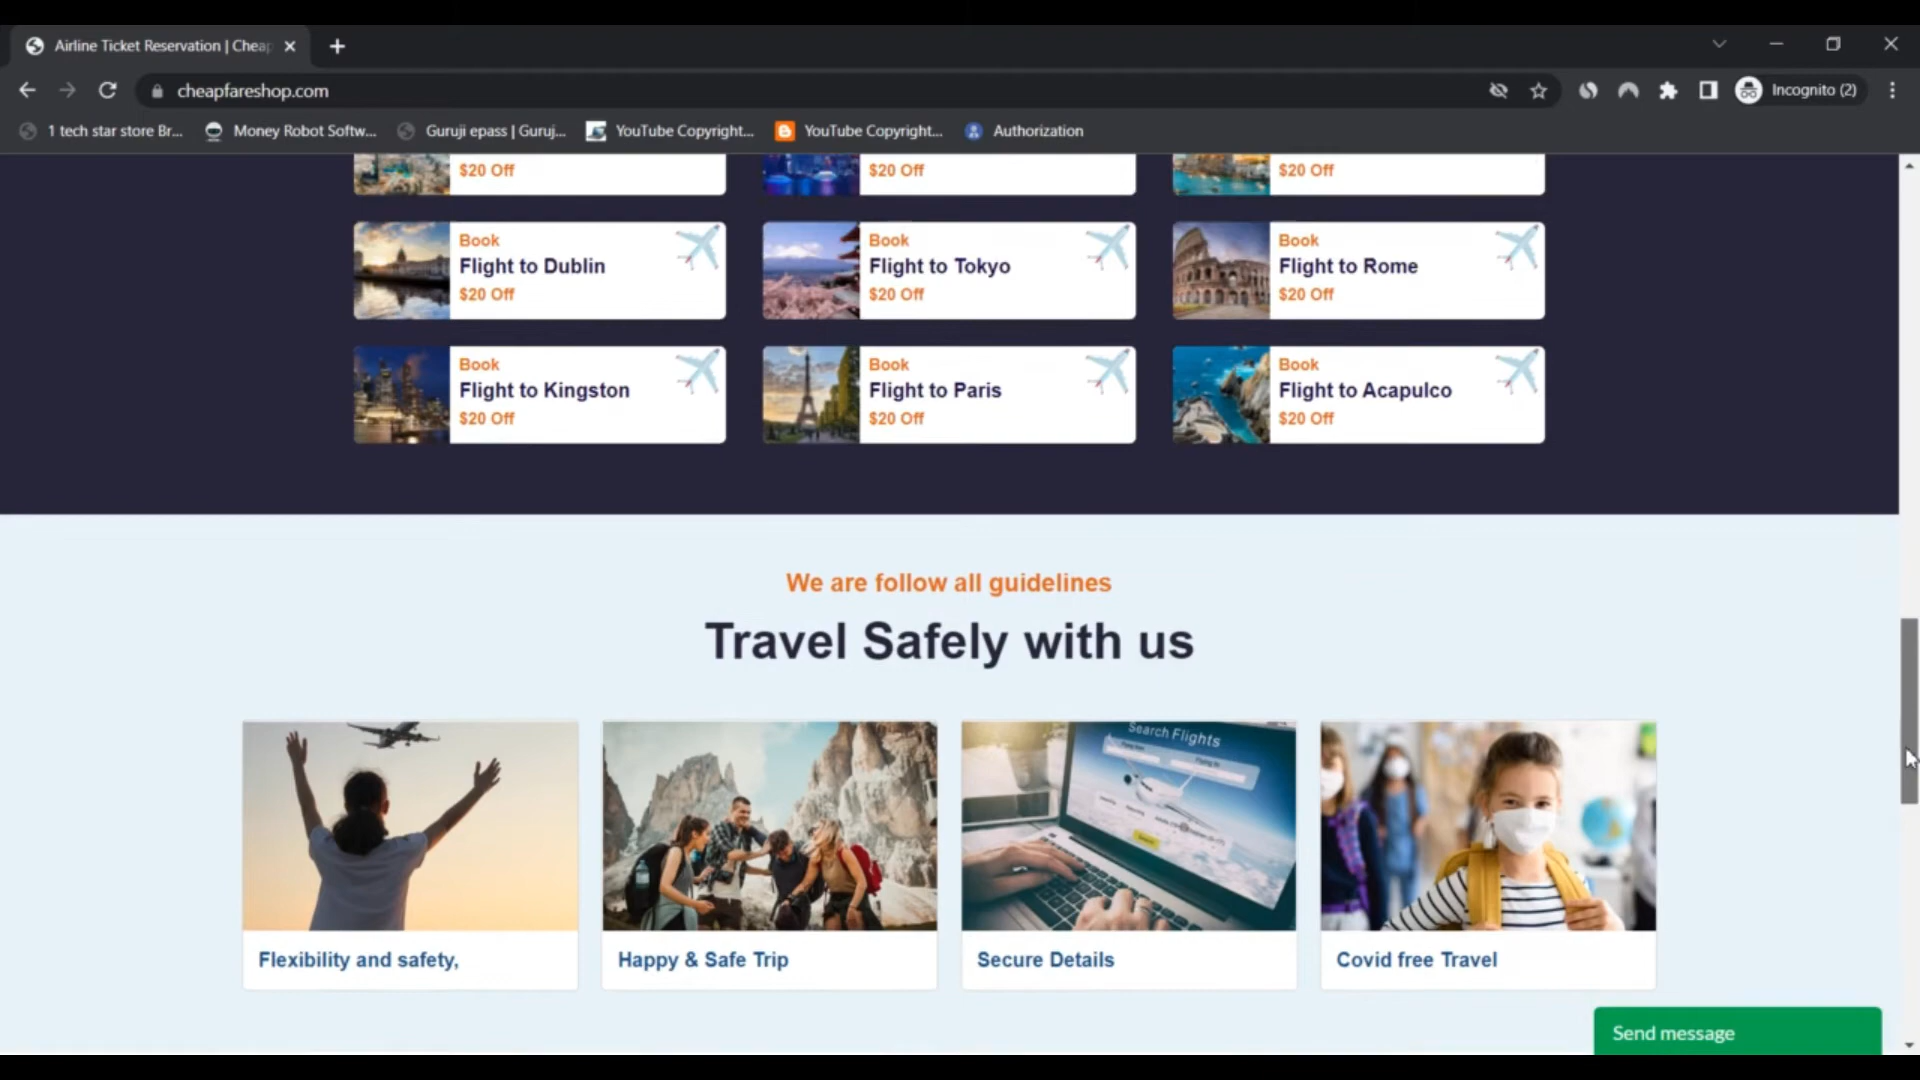 Airline Ticket Reservation | Cheap
cheapfareshop.com
Incognito (2)
1 tech star store Br...
Money Robot Softw...
Guruji epass | Guruj...
YouTube Copyright...
YouTube Copyright...
Authorization
$20 Off
$20 Off
$20 Off
Book
Flight to Dublin
$20 Off
Book
Flight to Tokyo
$20 Off
Book
Flight to Rome
$20 Off
Book
Flight to Kingston
$20 Off
Book
Flight to Paris
$20 Off
Book
Flight to Acapulco
$20 Off
We are follow all guidelines
Travel Safely with us
Search Flights
Flexibility and safety,
Happy & Safe Trip
Secure Details
Covid free Travel
Send message